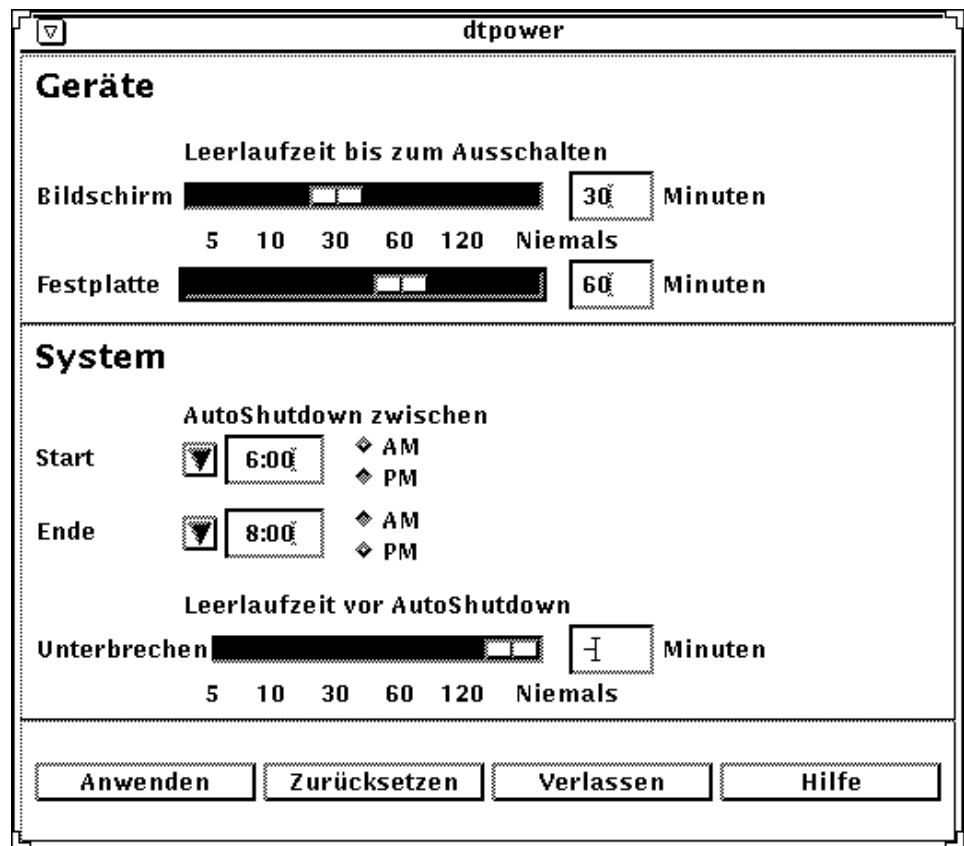 dtpower
Geräte
Leerlaufzeit bis zum Ausschalten
Bildschirm 30 Minuten
5 10 30 60 120 Niemals
Festplatte 60 Minuten
System
AutoShutdown zwischen
Start 6:00 AM
PM
Ende 8:00 AM
PM
Leerlaufzeit vor AutoShutdown
Unterbrechen - Minuten
5 10 30 60 120 Niemals
Anwenden Zurücksetzen Verlassen Hilfe